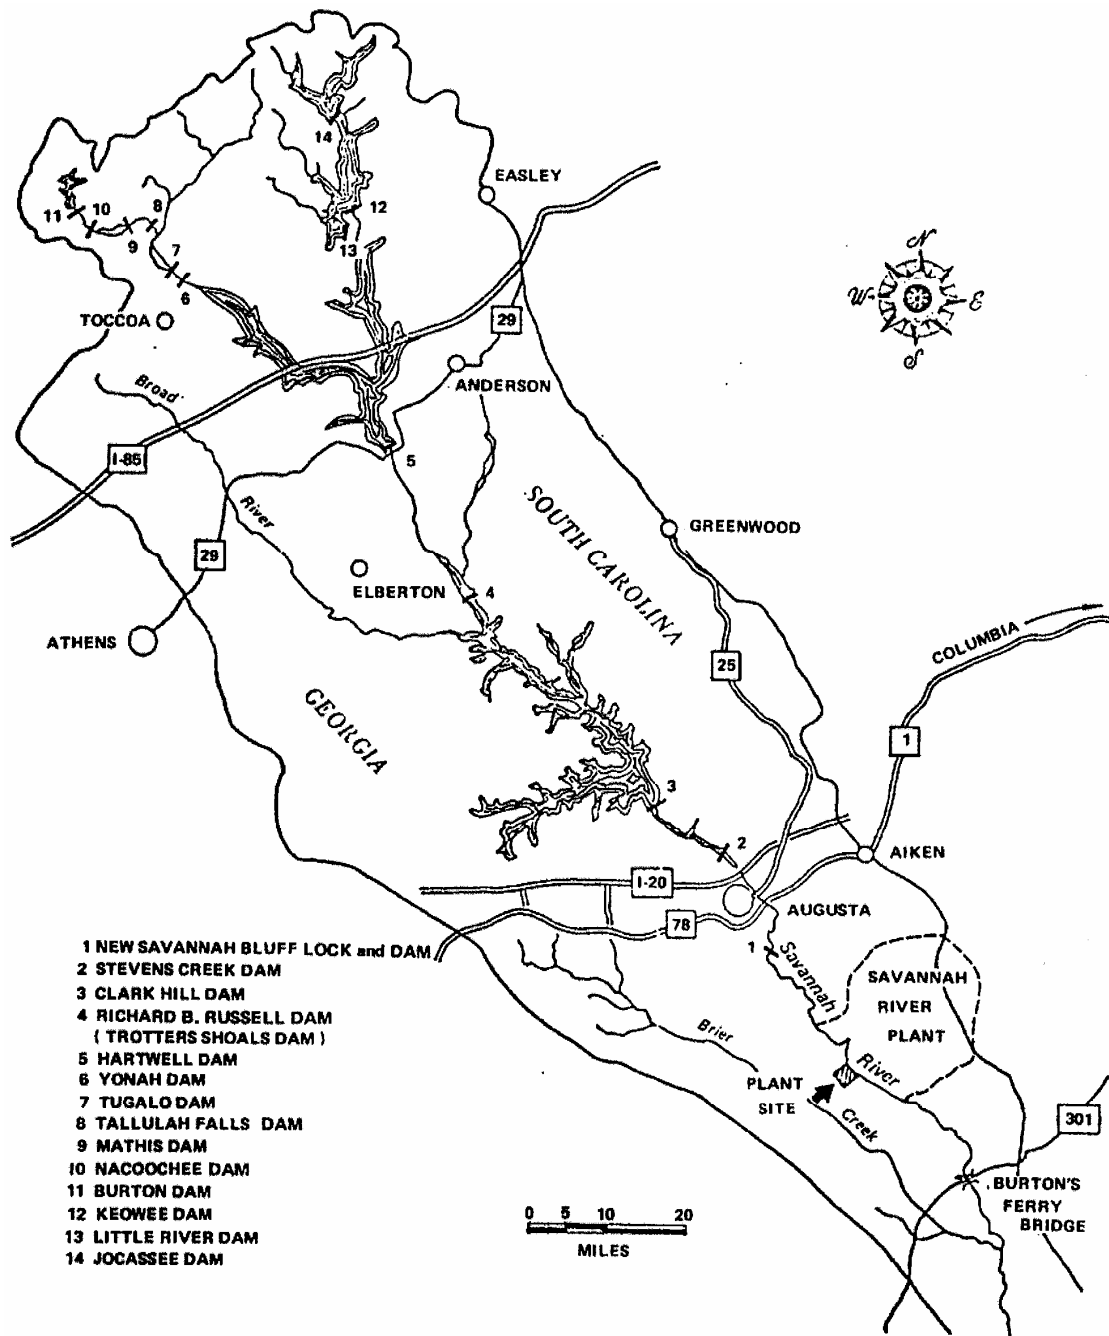 14
EASLEY
N
11
10
8
12
9
7
13
W
E
6
S
TOCCOA
29
Broad
ANDERSON
I-85
5
River
SOUTH CAROLINA
GREENWOOD
29
ELBERTON
4
ATHENS
COLUMBIA
25
GEORGIA
1
3
2
AIKEN
I-20
AUGUSTA
78
1
Savannah
River
SAVANNAH
RIVER
PLANT
Brier
Creek
PLANT
SITE
301
BURTON'S
FERRY
BRIDGE
1 NEW SAVANNAH BLUFF LOCK and DAM
2 STEVENS CREEK DAM
3 CLARK HILL DAM
4 RICHARD B. RUSSELL DAM
( TROTTERS SHOALS DAM )
5 HARTWELL DAM
6 YONAH DAM
7 TUGALO DAM
8 TALLULAH FALLS DAM
9 MATHIS DAM
10 NACOOCHEE DAM
11 BURTON DAM
12 KEOWEE DAM
13 LITTLE RIVER DAM
14 JOCASSEE DAM
0 5 10 20
MILES